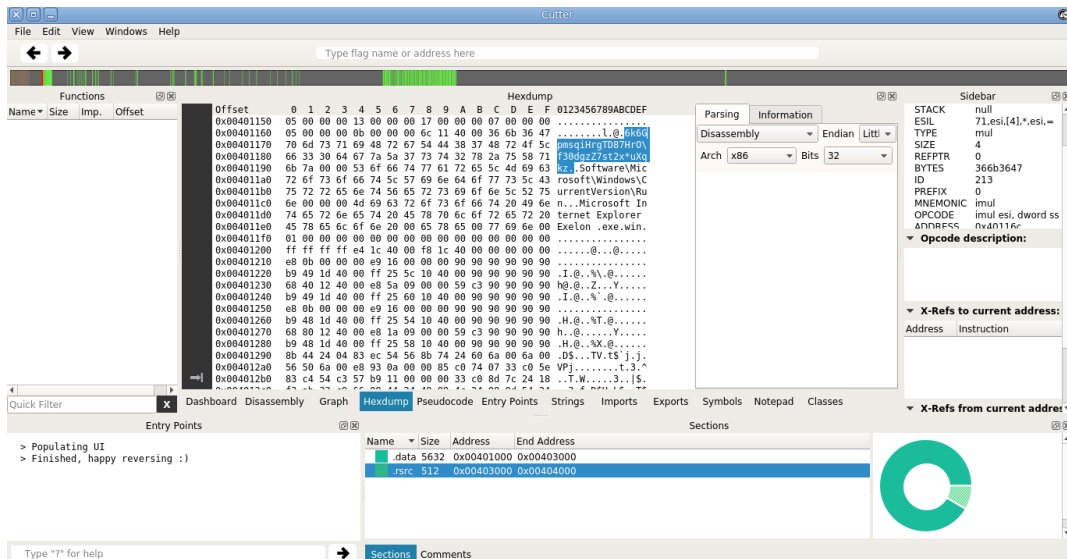 Cutter
File Edit View Windows Help
Type flag name or address here
Functions
Name Size Imp. Offset
Quick Filter X
Hexdump
Offset 0 1 2 3 4 5 6 7 8 9 A B C D E F 0123456789ABCDEF
0x00401150 05 00 00 00 13 00 00 00 17 00 00 00 07 00 00 00 ................
0x00401160 05 00 00 00 0b 00 00 00 6c 11 40 00 36 6b 36 47 ........l.@.6k6G
0x00401170 70 6d 73 71 69 48 72 67 54 44 38 37 48 72 4f 5c pmsqiHrgTD87HrO\
0x00401180 66 33 30 64 67 7a 5a 37 73 74 32 78 2a 75 58 71 f30dgzZ7st2x*uXq
0x00401190 6b 7a 00 00 53 6f 66 74 77 61 72 65 5c 4d 69 63 kz..Software\Mic
0x004011a0 72 6f 73 6f 66 74 5c 57 69 6e 64 6f 77 73 5c 43 rosoft\Windows\C
0x004011b0 75 72 72 65 6e 74 56 65 72 73 69 6f 6e 5c 52 75 urrentVersion\Ru
0x004011c0 6e 00 00 00 4d 69 63 72 6f 73 6f 66 74 20 49 6e n...Microsoft In
0x004011d0 74 65 72 6e 65 74 20 45 78 70 6c 6f 72 65 72 20 ternet Explorer
0x004011e0 45 78 65 6c 6f 6e 20 00 65 78 65 00 77 69 6e 00 Exelon .exe.win.
0x004011f0 01 00 00 00 00 00 00 00 00 00 00 00 00 00 00 00 ................
0x00401200 ff ff ff ff e4 1c 40 00 f8 1c 40 00 00 00 00 00 ......@...@.....
0x00401210 e8 0b 00 00 00 e9 16 00 00 00 90 90 90 90 90 90 ................
0x00401220 b9 49 1d 40 00 ff 25 5c 10 40 00 90 90 90 90 90 .I.@..%\.@......
0x00401230 68 40 12 40 00 e8 5a 09 00 00 59 c3 90 90 90 90 h@.@..Z...Y.....
0x00401240 b9 49 1d 40 00 ff 25 60 10 40 00 90 90 90 90 90 .I.@..%`.@......
0x00401250 e8 0b 00 00 00 e9 16 00 00 00 90 90 90 90 90 90 ................
0x00401260 b9 48 1d 40 00 ff 25 54 10 40 00 90 90 90 90 90 .H.@..%T.@......
0x00401270 68 80 12 40 00 e8 1a 09 00 00 59 c3 90 90 90 90 h..@......Y.....
0x00401280 b9 48 1d 40 00 ff 25 58 10 40 00 90 90 90 90 90 .H.@..%X.@......
0x00401290 8b 44 24 04 83 ec 54 56 8b 74 24 60 6a 00 6a 00 .D$...TV.t$`j.j.
0x004012a0 56 50 6a 00 e8 93 0a 00 00 85 c0 74 07 33 c0 5e VPj........t.3.^
0x004012b0 83 c4 54 c3 57 b9 11 00 00 00 33 c0 8d 7c 24 18 ..T.W.....3..|$.
Parsing Information
Disassembly Endian Littl
Arch x86 Bits 32
Dashboard Disassembly Graph Hexdump Pseudocode Entry Points Strings Imports Exports Symbols Notepad Classes
Sidebar
STACK null
ESIL 71,esi,[4],*,esi,=
TYPE mul
SIZE 4
REFPTR 0
BYTES 366b3647
ID 213
PREFIX 0
MNEMONIC imul
OPCODE imul esi, dword ss
ADDRESS 0x40116c
Opcode description:
X-Refs to current address:
Address Instruction
X-Refs from current addres
Entry Points
> Populating UI
> Finished, happy reversing :)
Type "?" for help
Sections
Name Size Address End Address
.data 5632 0x00401000 0x00403000
.rsrc 512 0x00403000 0x00404000
Sections Comments